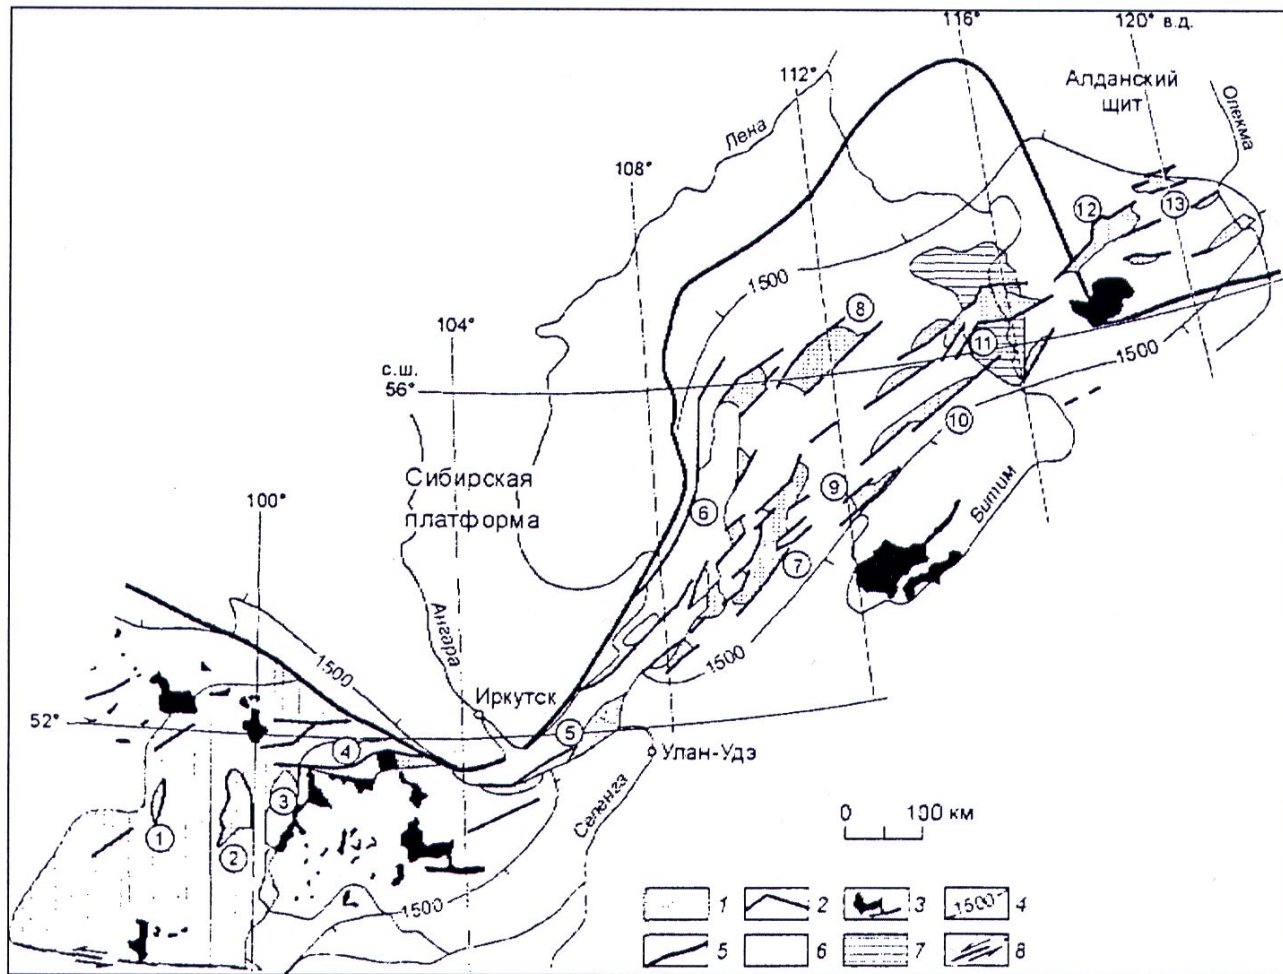 116°
120° в.д.
Алданский
щит
112°
Олекма
Лена
108°
12
13
1500
104°
8
с.ш.
56°
11
1500
10
Сибирская
платформа
100°
6
9
Витим
7
Ангара
1500
1500
Иркутск
52°
5
4
Улан-Удэ
3
Селенга
0 100 км
1
2
1500
1 2 3 1500 4
5 6 7 8